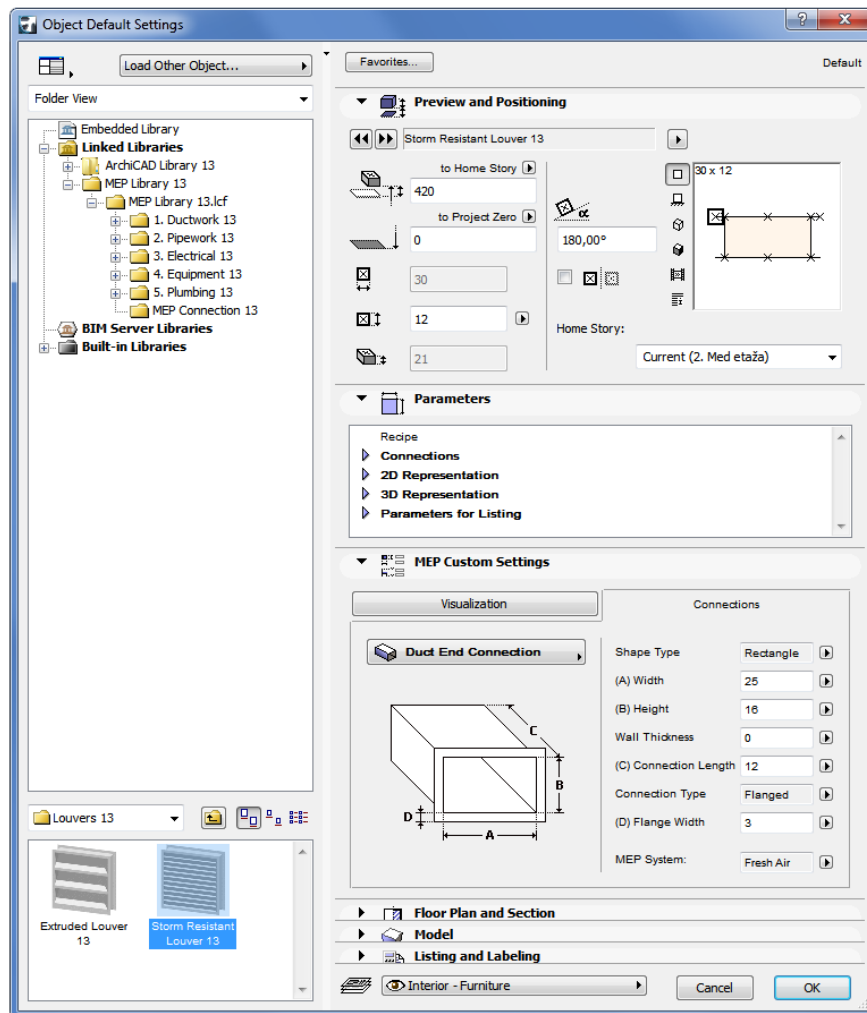 Object Default Settings
Load Other Object...
Folder View
Embedded Library
Linked Libraries
ArchiCAD Library 13
MEP Library 13
MEP Library 13.lcf
1. Ductwork 13
2. Pipework 13
3. Electrical 13
4. Equipment 13
5. Plumbing 13
MEP Connection 13
BIM Server Libraries
Built-in Libraries
Louvers 13
Extruded Louver
13
Storm Resistant
Louver 13
Favorites...
Default
Preview and Positioning
Storm Resistant Louver 13
to Home Story
420
to Project Zero
0
30
12
21
α
180,00°
30 x 12
Home Story:
Current (2. Med etaža)
Parameters
Recipe
Connections
2D Representation
3D Representation
Parameters for Listing
MEP Custom Settings
Visualization
Connections
Duct End Connection
C
B
D
A
Shape Type Rectangle
(A) Width 25
(B) Height 16
Wall Thickness 0
(C) Connection Length 12
Connection Type Flanged
(D) Flange Width 3
MEP System: Fresh Air
Floor Plan and Section
Model
Listing and Labeling
Interior - Furniture
Cancel
OK